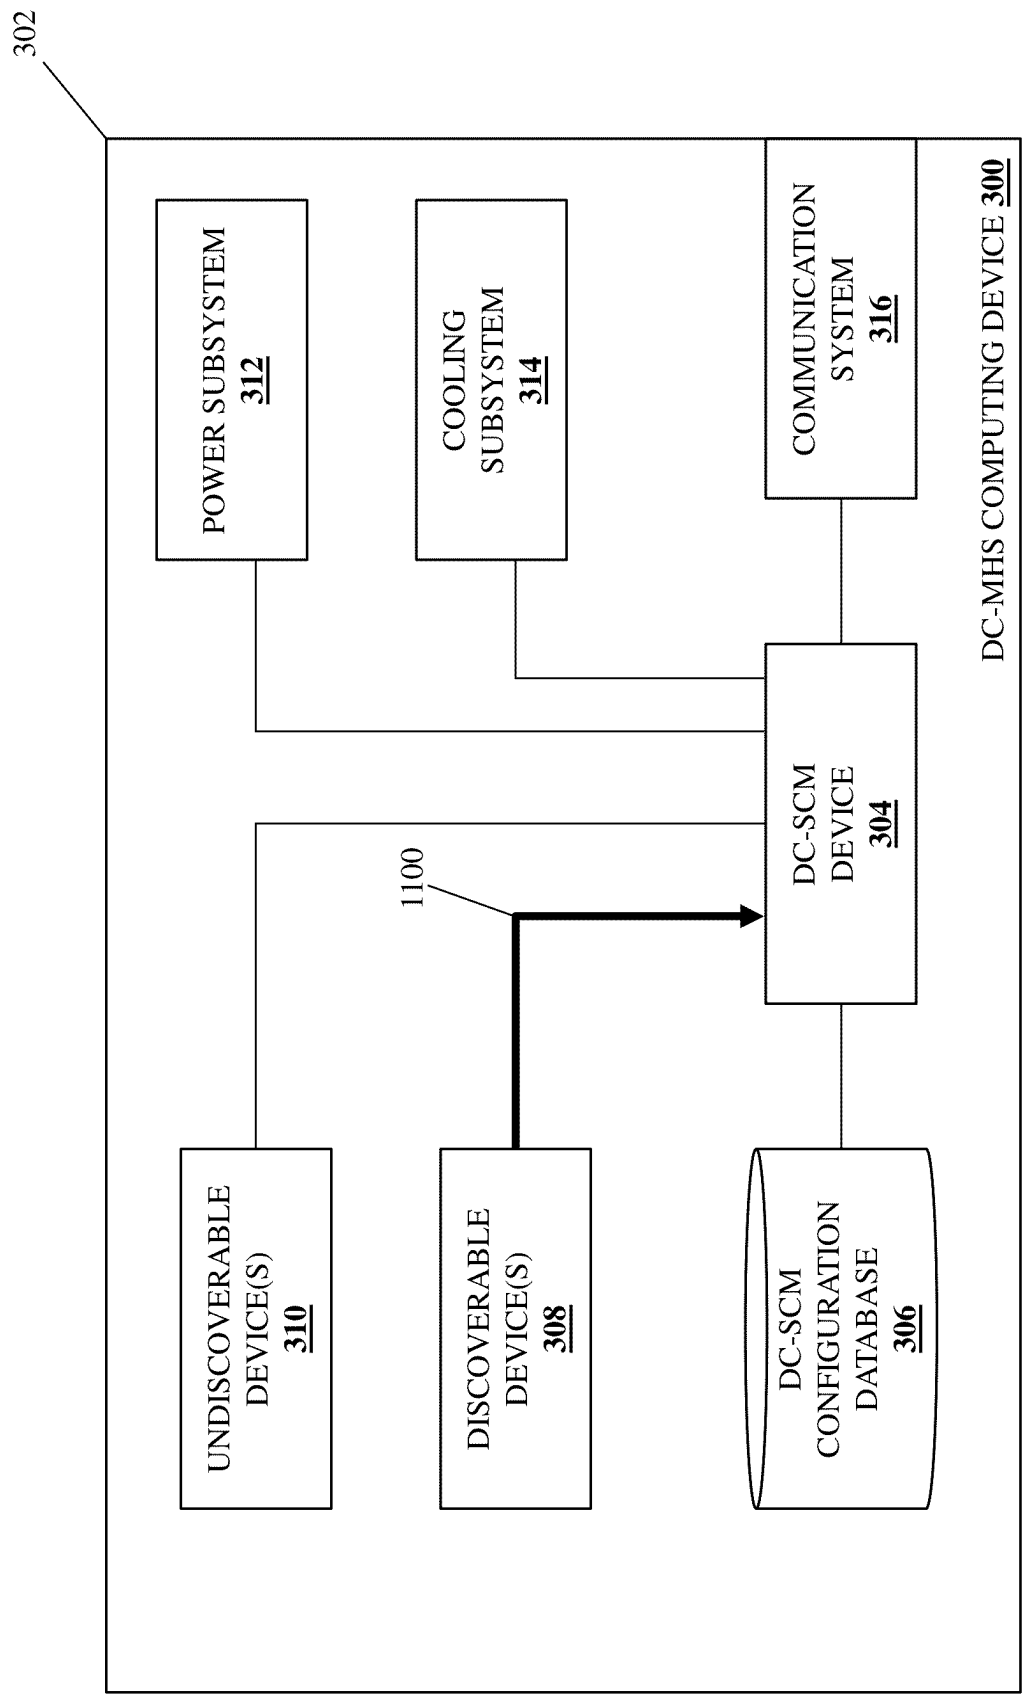 302
UNDISCOVERABLE
DEVICE(S)
310
POWER SUBSYSTEM
312
1100
DISCOVERABLE
DEVICE(S)
308
COOLING
SUBSYSTEM
314
DC-SCM
CONFIGURATION
DATABASE
306
DC-SCM
DEVICE
304
COMMUNICATION
SYSTEM
316
DC-MHS COMPUTING DEVICE 300